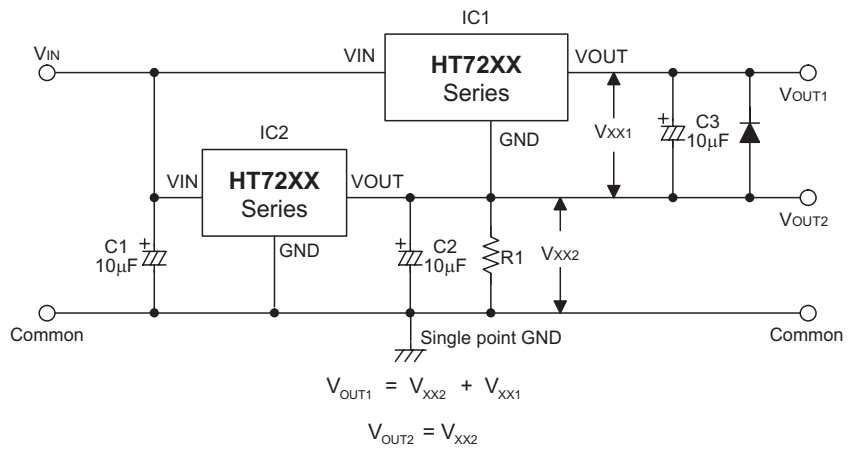 IC1
VIN
VIN
HT72XX
Series
VOUT
VOUT1
GND
VXX1
+
C3
10μF
IC2
VIN
HT72XX
Series
VOUT
VOUT2
GND
C1
+
10μF
+
C2
10μF
R1
VXX2
Common
Single point GND
Common
VOUT1 = VXX2 + VXX1
VOUT2 = VXX2